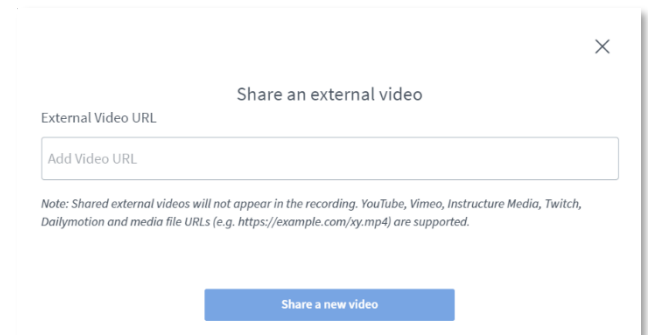 Share an external video
External Video URL
Add Video URL
Note: Shared external videos will not appear in the recording. YouTube, Vimeo, Instructure Media, Twitch,
Dailymotion and media file URLs (e.g. https://example.com/xy.mp4) are supported.
Share a new video